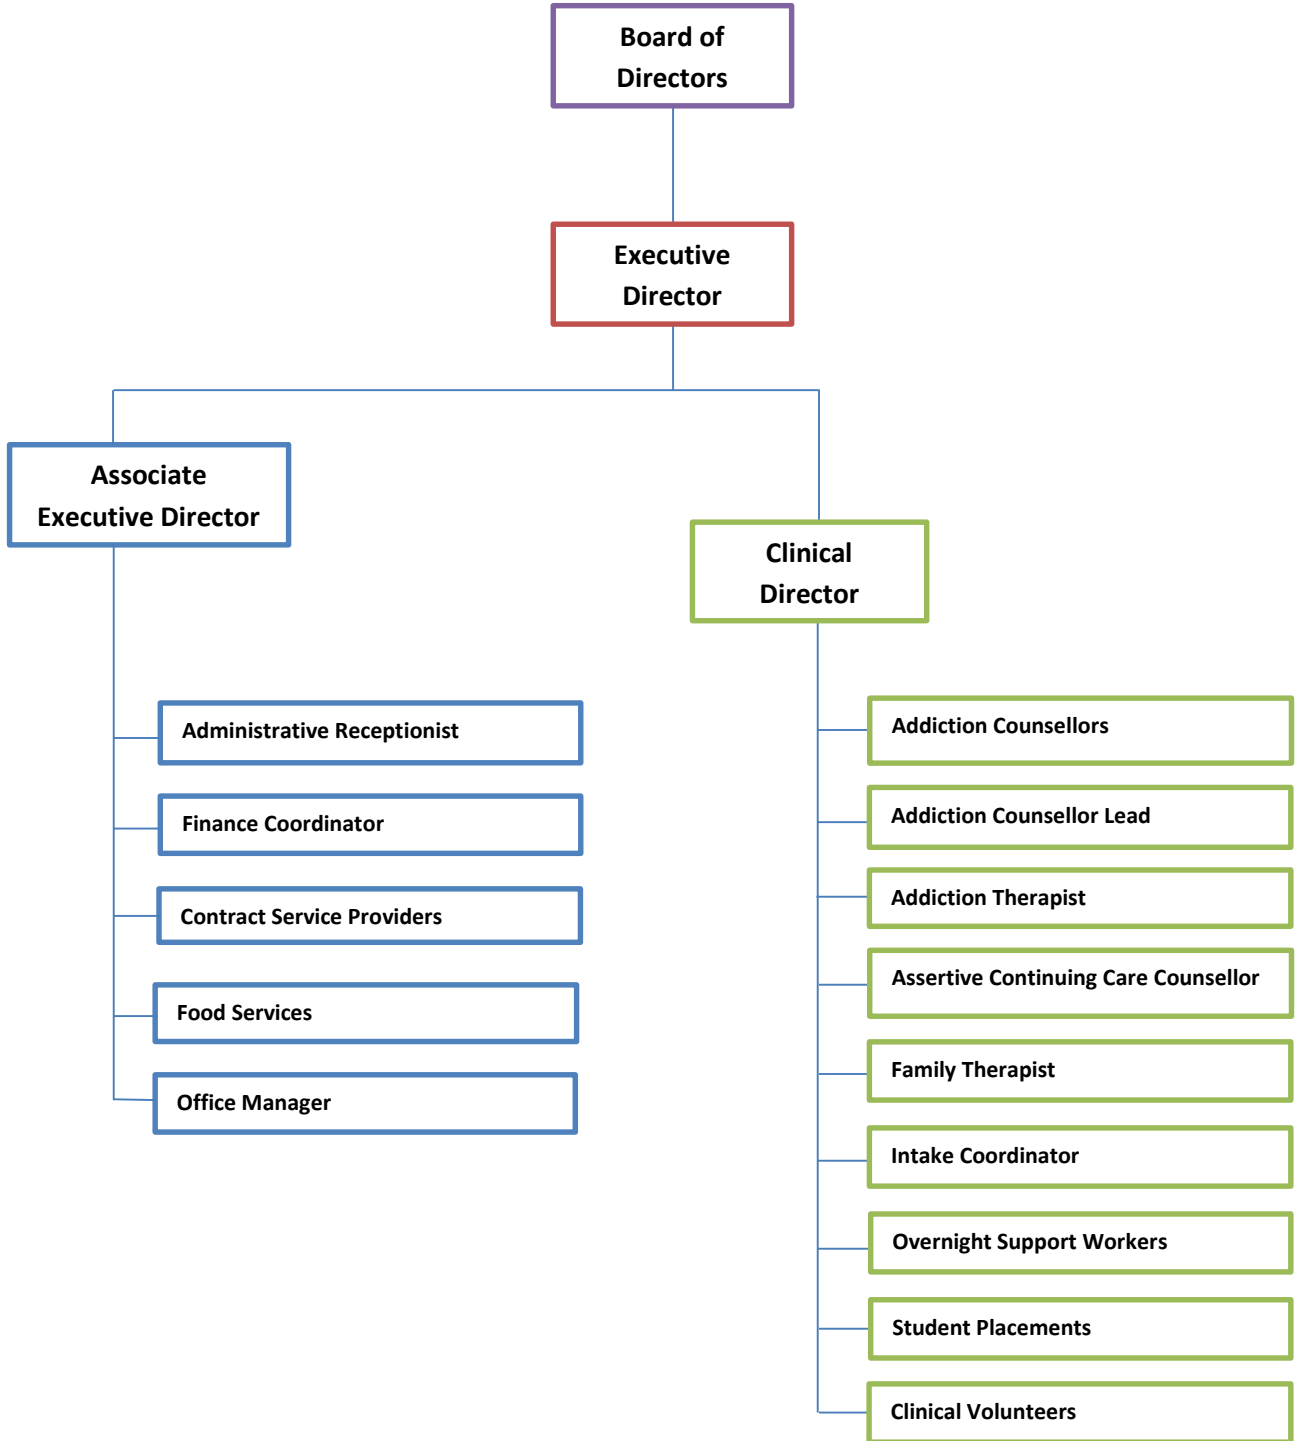 Board of
Directors
Executive
Director
Associate
Executive Director
Clinical
Director
Administrative Receptionist
Finance Coordinator
Contract Service Providers
Food Services
Office Manager
Addiction Counsellors
Addiction Counsellor Lead
Addiction Therapist
Assertive Continuing Care Counsellor
Family Therapist
Intake Coordinator
Overnight Support Workers
Student Placements
Clinical Volunteers